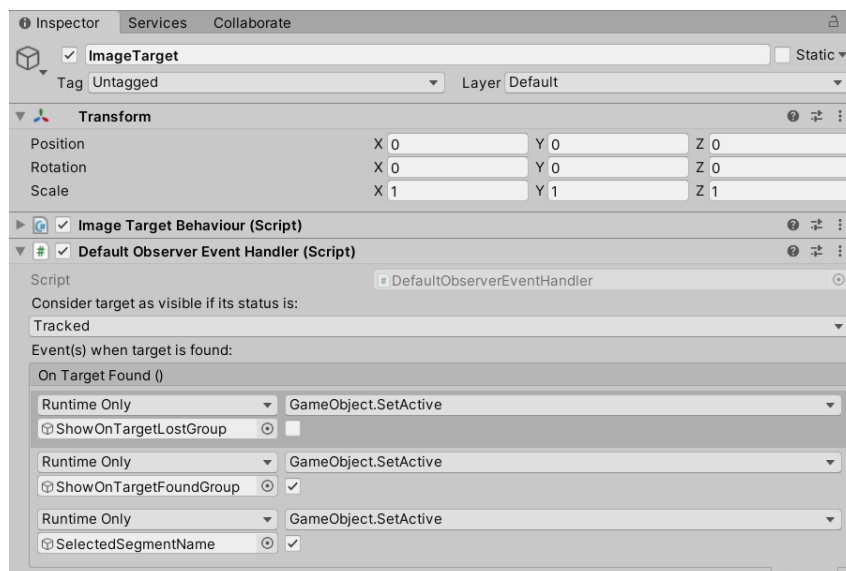 Inspector Services Collaborate
ImageTarget Static
Tag Untagged Layer Default
Transform
Position X 0 Y 0 Z 0
Rotation X 0 Y 0 Z 0
Scale X 1 Y 1 Z 1
Image Target Behaviour (Script)
# Default Observer Event Handler (Script)
Script # DefaultObserverEventHandler
Consider target as visible if its status is:
Tracked
Event(s) when target is found:
On Target Found ()
Runtime Only GameObject.SetActive
ShowOnTargetLostGroup
Runtime Only GameObject.SetActive
ShowOnTargetFoundGroup
Runtime Only GameObject.SetActive
SelectedSegmentName